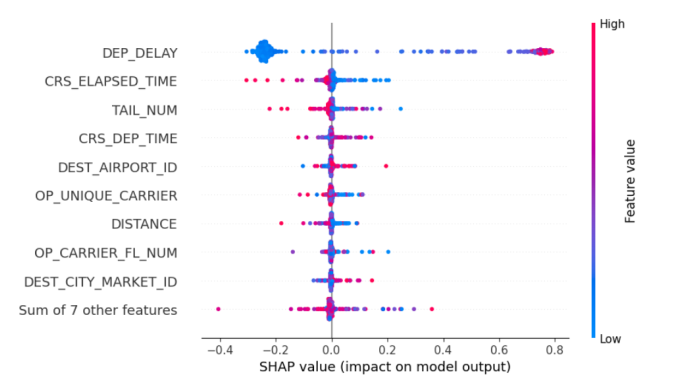 High
DEP_DELAY
CRS_ELAPSED_TIME
TAIL_NUM
CRS_DEP_TIME
DEST_AIRPORT_ID
OP_UNIQUE_CARRIER
DISTANCE
OP_CARRIER_FL_NUM
DEST_CITY_MARKET_ID
Sum of 7 other features
Feature value
Low
−0.4 −0.2 0.0 0.2 0.4 0.6 0.8
SHAP value (impact on model output)